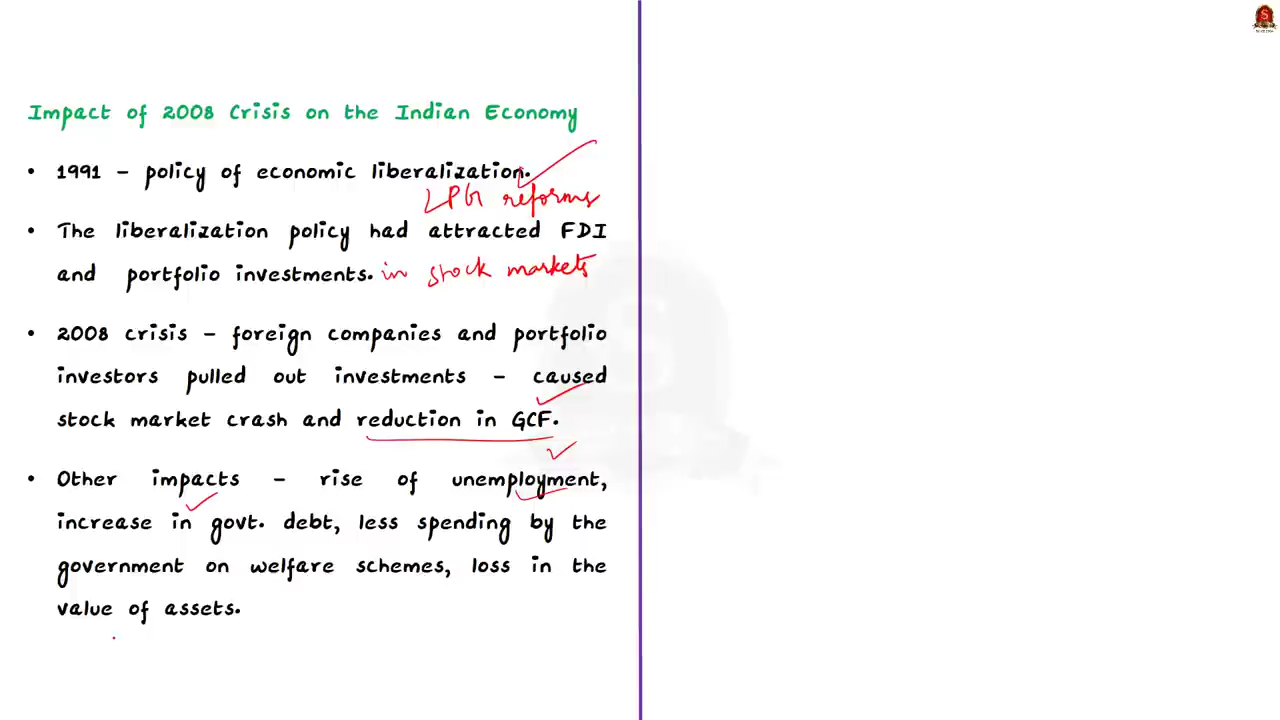 Impact of 2008 Crisis on the Indian Economy
• 1991 – policy of economic liberalization.
LPG reforms
• The liberalization policy had attracted FDI
and portfolio investments. in stock markets
• 2008 crisis – foreign companies and portfolio
investors pulled out investments – caused
stock market crash and reduction in GCF.
• Other impacts – rise of unemployment,
increase in govt. debt, less spending by the
government on welfare schemes, loss in the
value of assets.